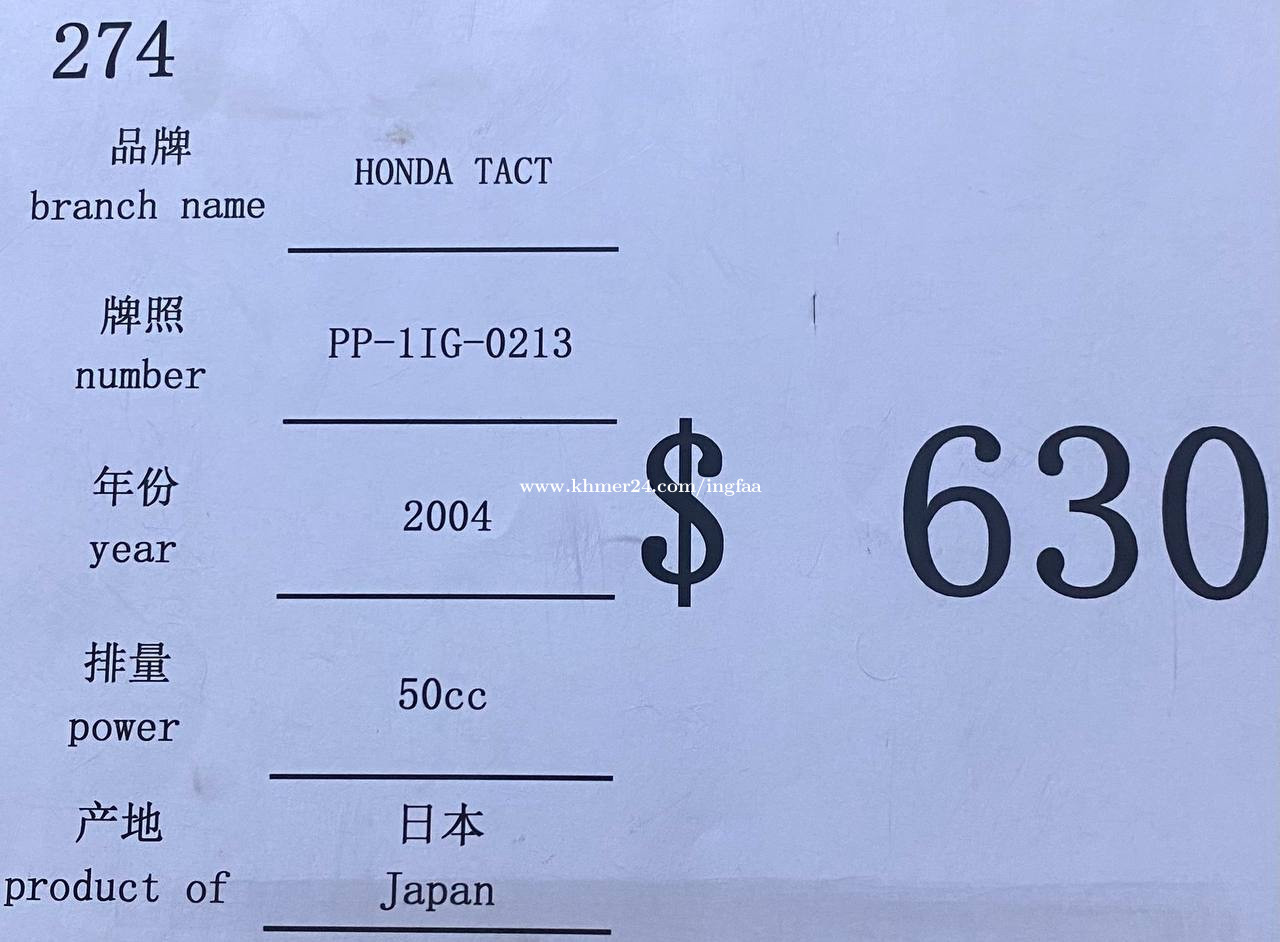 274
品牌
branch name
HONDA TACT
牌照
number
PP-1IG-0213
年份
year
2004
$ 630
www.khmer24.com/ingfaa
排量
power
50cc
产地
product of
日本
Japan